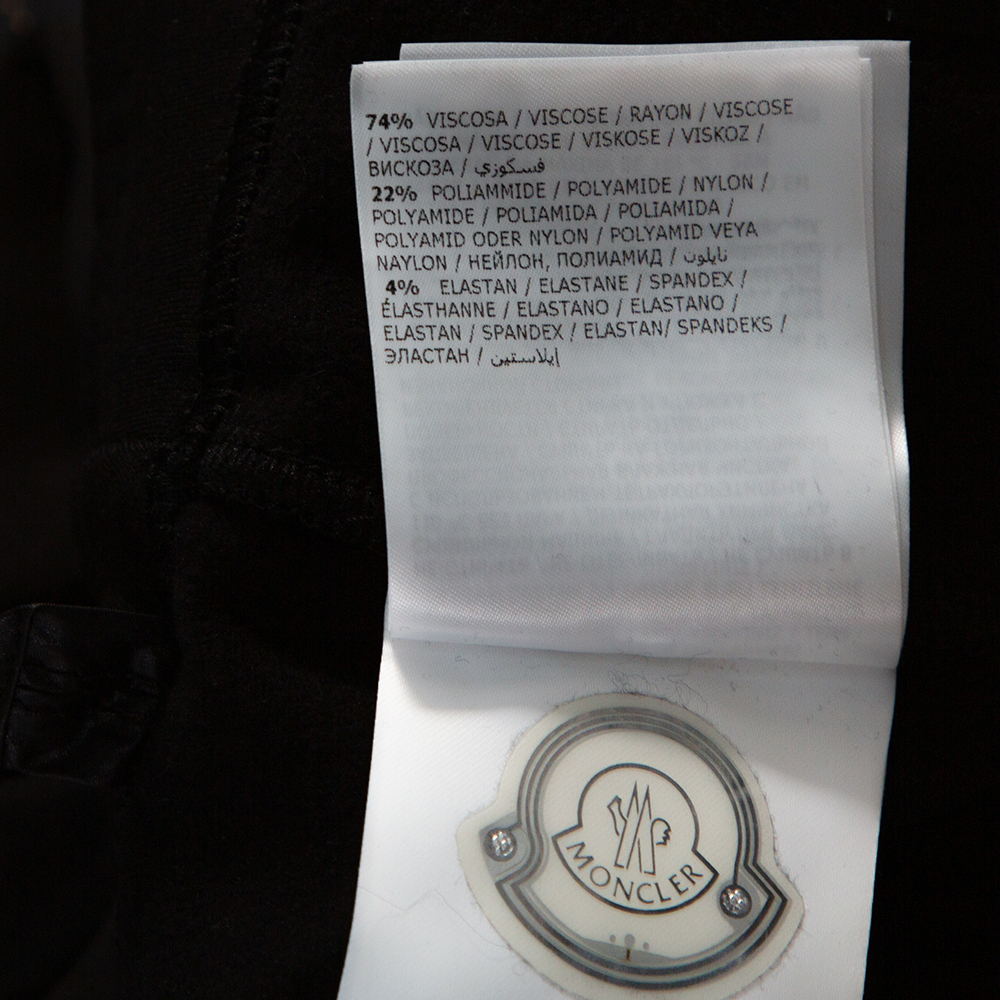 74% VISCOSA / VISCOSE / RAYON / VISCOSE
/ VISCOSA / VISCOSE / VISKOSE / VISKOZ /
ВИСКОЗА / فسكوزي
22% POLIAMMIDE / POLYAMIDE / NYLON /
POLYAMIDE / POLIAMIDA / POLIAMIDA /
POLYAMID ODER NYLON / POLYAMID VEYA
NAYLON / НЕЙЛОН, ПОЛИАМИД / نايلون
4% ELASTAN / ELASTANE / SPANDEX /
ÉLASTHANNE / ELASTANO / ELASTANO /
ELASTAN / SPANDEX / ELASTAN/ SPANDEKS /
ЭЛАСТАН / إيلاستين
MONCLER